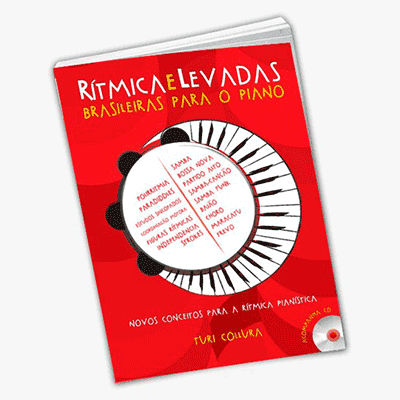 RÍTMICA E LEVADAS
BRASILEIRAS PARA O PIANO
POLIRRITMIA
PARADIDDLES
ESTUDOS SINCOPADOS
COORDENAÇÃO MOTORA
FIGURAS RÍTMICAS
INDEPENDÊNCIA
STROKES
SAMBA
BOSSA NOVA
PARTIDO ALTO
SAMBA-CANÇÃO
SAMBA FUNK
BAIÃO
CHORO
MARACATU
FREVO
NOVOS CONCEITOS PARA A RÍTMICA PIANÍSTICA
TURI COLLURA
ACOMPANHA CD